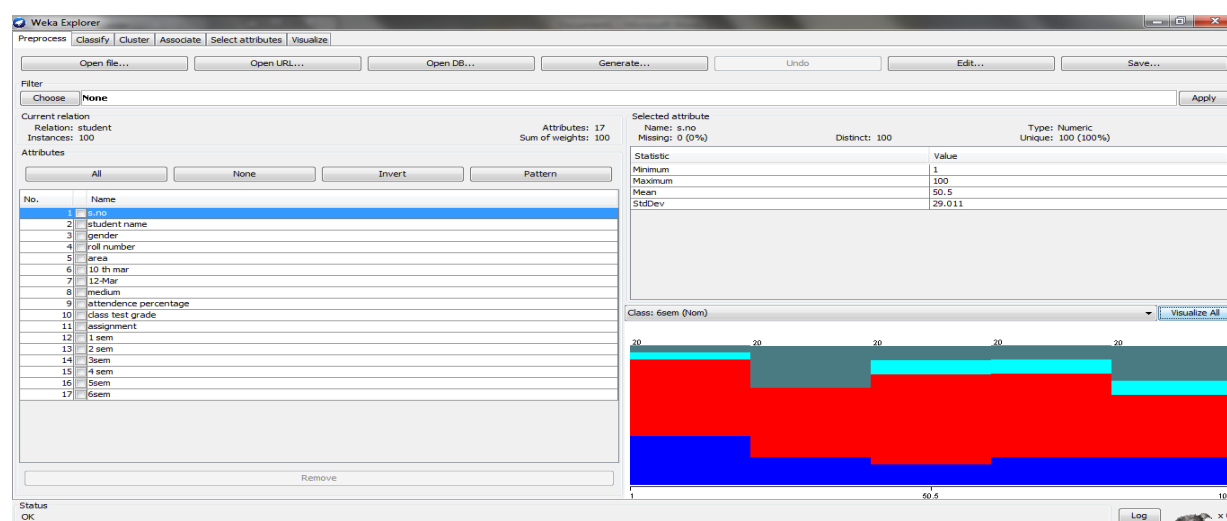 Weka Explorer
Preprocess Classify Cluster Associate Select attributes Visualize
Open file... Open URL... Open DB... Generate... Undo Edit... Save...
Filter
Choose None Apply
Current relation
Relation: student Attributes: 17
Instances: 100 Sum of weights: 100
Attributes
All None Invert Pattern
No. Name
1 s.no
2 student name
3 gender
4 roll number
5 area
6 10 th mar
7 12-Mar
8 medium
9 attendence percentage
10 class test grade
11 assignment
12 1 sem
13 2 sem
14 3sem
15 4 sem
16 5sem
17 6sem
Remove
Selected attribute
Name: s.no Type: Numeric
Missing: 0 (0%) Distinct: 100 Unique: 100 (100%)
Statistic Value
Minimum 1
Maximum 100
Mean 50.5
StdDev 29.011
Class: 6sem (Nom) Visualize All
20 20 20 20 20
1 50.5
Status
OK Log x